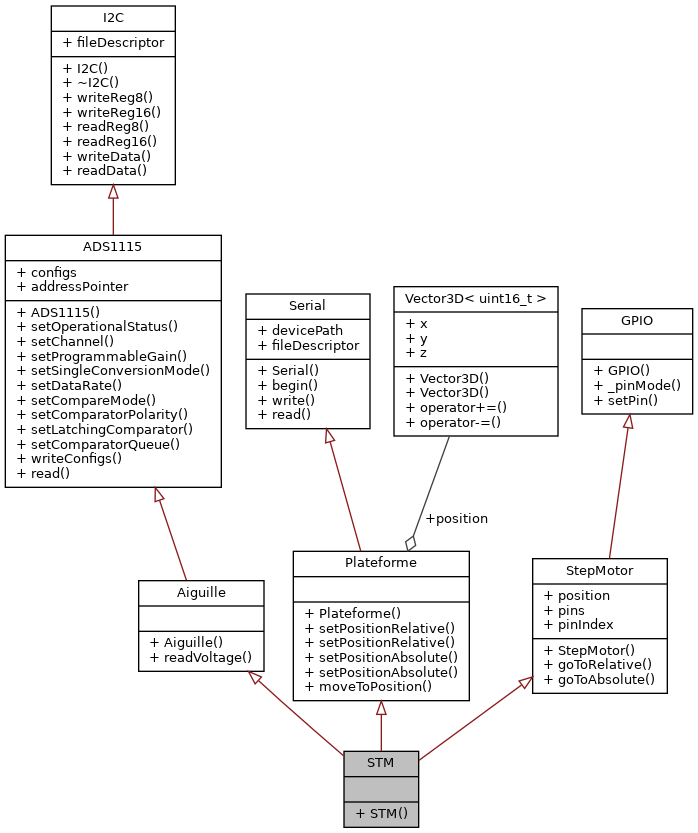 I2C
+ fileDescriptor
+ I2C()
+ ~I2C()
+ writeReg8()
+ writeReg16()
+ readReg8()
+ readReg16()
+ writeData()
+ readData()
ADS1115
+ configs
+ addressPointer
+ ADS1115()
+ setOperationalStatus()
+ setChannel()
+ setProgrammableGain()
+ setSingleConversionMode()
+ setDataRate()
+ setCompareMode()
+ setComparatorPolarity()
+ setLatchingComparator()
+ setComparatorQueue()
+ writeConfigs()
+ read()
Serial
+ devicePath
+ fileDescriptor
+ Serial()
+ begin()
+ write()
+ read()
Vector3D< uint16_t >
+ x
+ y
+ z
+ Vector3D()
+ Vector3D()
+ operator+=()
+ operator-=()
GPIO
+ GPIO()
+ _pinMode()
+ setPin()
+position
Aiguille
+ Aiguille()
+ readVoltage()
Plateforme
+ Plateforme()
+ setPositionRelative()
+ setPositionRelative()
+ setPositionAbsolute()
+ setPositionAbsolute()
+ moveToPosition()
StepMotor
+ position
+ pins
+ pinIndex
+ StepMotor()
+ goToRelative()
+ goToAbsolute()
STM
+ STM()